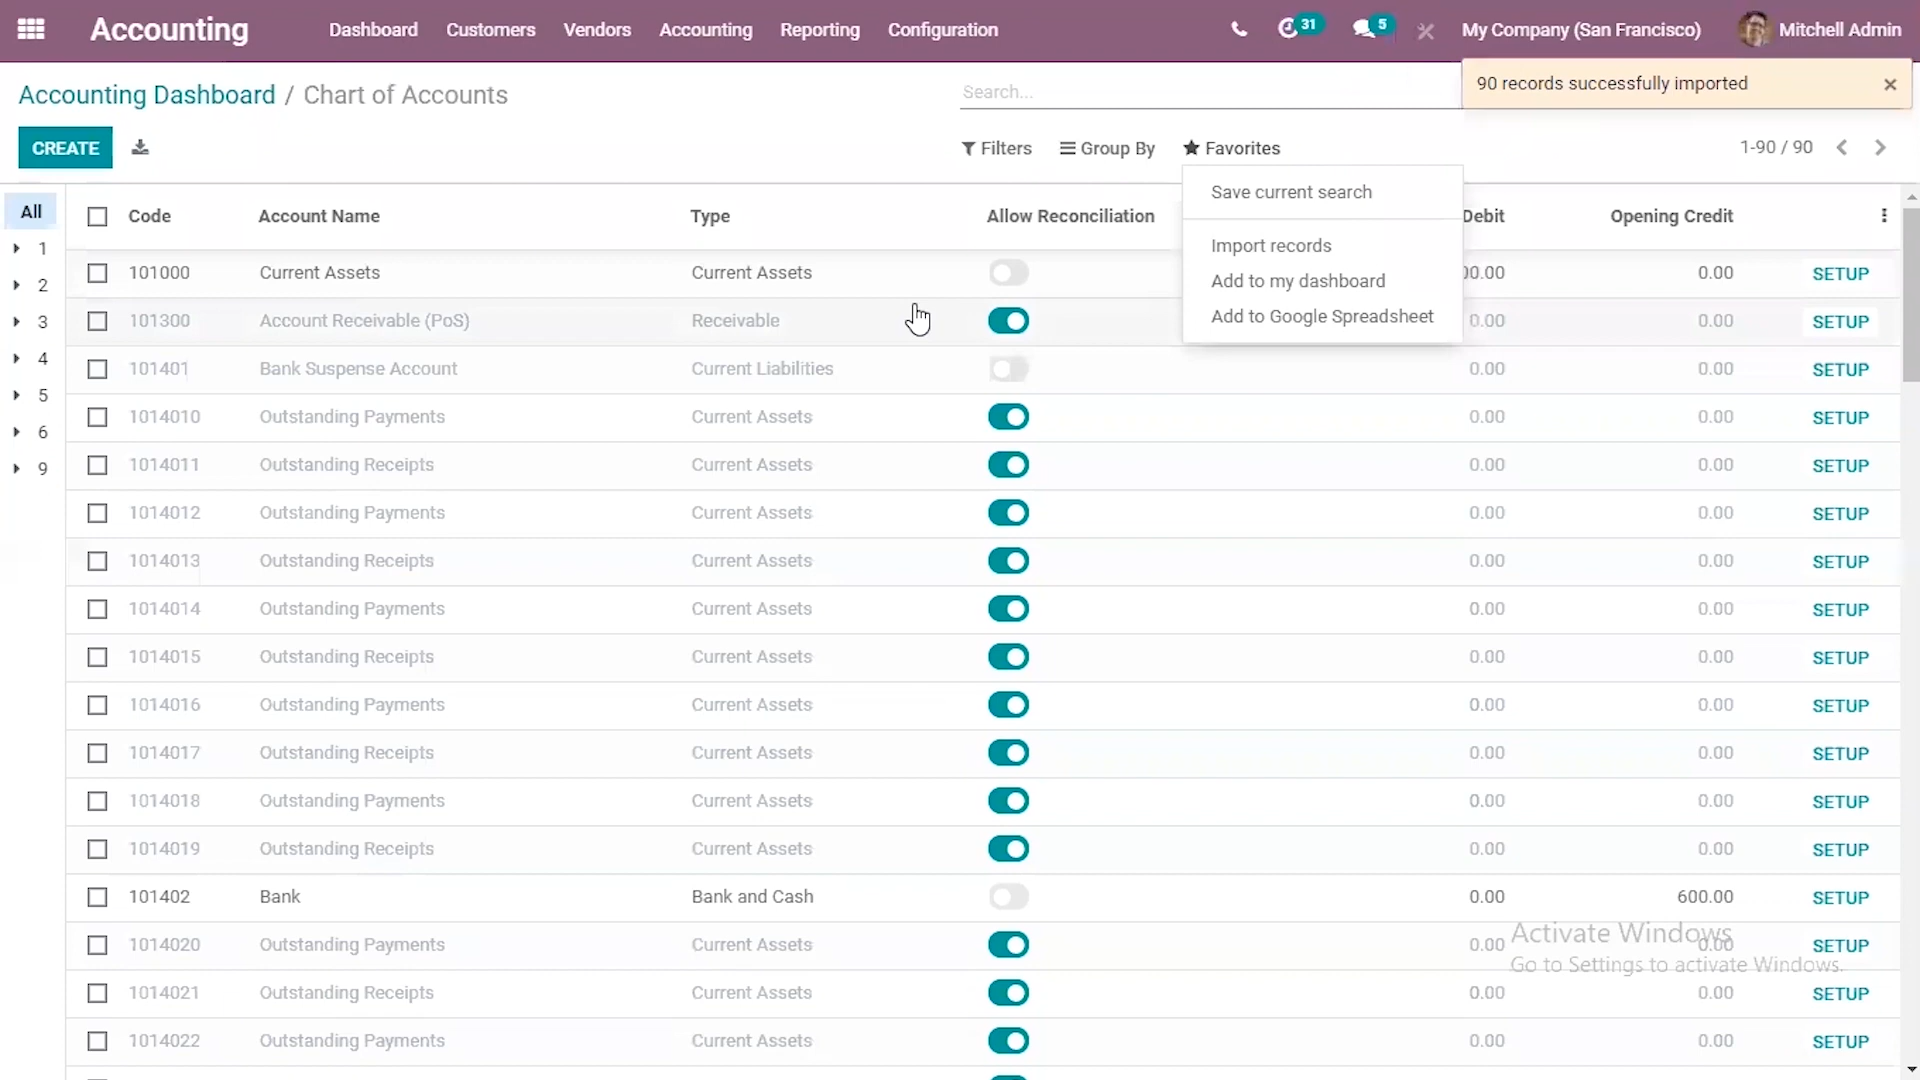 Accounting Dashboard Customers Vendors Accounting Reporting Configuration 31 5 My Company (San Francisco) Mitchell Admin
90 records successfully imported ×
Accounting Dashboard / Chart of Accounts Search...
CREATE Filters Group By Favorites 1-90 / 90
Save current search
Import records
Add to my dashboard
Add to Google Spreadsheet
All
1
2
3
4
5
6
9
Code Account Name Type Allow Reconciliation Debit Opening Credit
101000 Current Assets Current Assets 00.00 0.00 SETUP
101300 Account Receivable (PoS) Receivable 0.00 0.00 SETUP
101401 Bank Suspense Account Current Liabilities 0.00 0.00 SETUP
1014010 Outstanding Payments Current Assets 0.00 0.00 SETUP
1014011 Outstanding Receipts Current Assets 0.00 0.00 SETUP
1014012 Outstanding Payments Current Assets 0.00 0.00 SETUP
1014013 Outstanding Receipts Current Assets 0.00 0.00 SETUP
1014014 Outstanding Payments Current Assets 0.00 0.00 SETUP
1014015 Outstanding Receipts Current Assets 0.00 0.00 SETUP
1014016 Outstanding Payments Current Assets 0.00 0.00 SETUP
1014017 Outstanding Receipts Current Assets 0.00 0.00 SETUP
1014018 Outstanding Payments Current Assets 0.00 0.00 SETUP
1014019 Outstanding Receipts Current Assets 0.00 0.00 SETUP
101402 Bank Bank and Cash 0.00 600.00 SETUP
1014020 Outstanding Payments Current Assets 0.00 0.00 SETUP
1014021 Outstanding Receipts Current Assets 0.00 0.00 SETUP
1014022 Outstanding Payments Current Assets 0.00 0.00 SETUP
Activate Windows
Go to Settings to activate Windows.